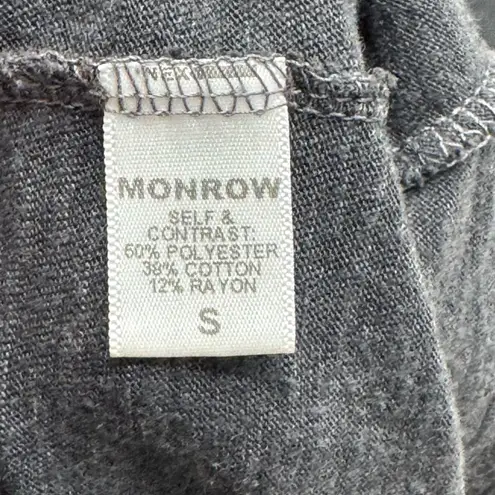 MONROW
SELF &
CONTRAST:
50% POLYESTER
38% COTTON
12% RAYON
S